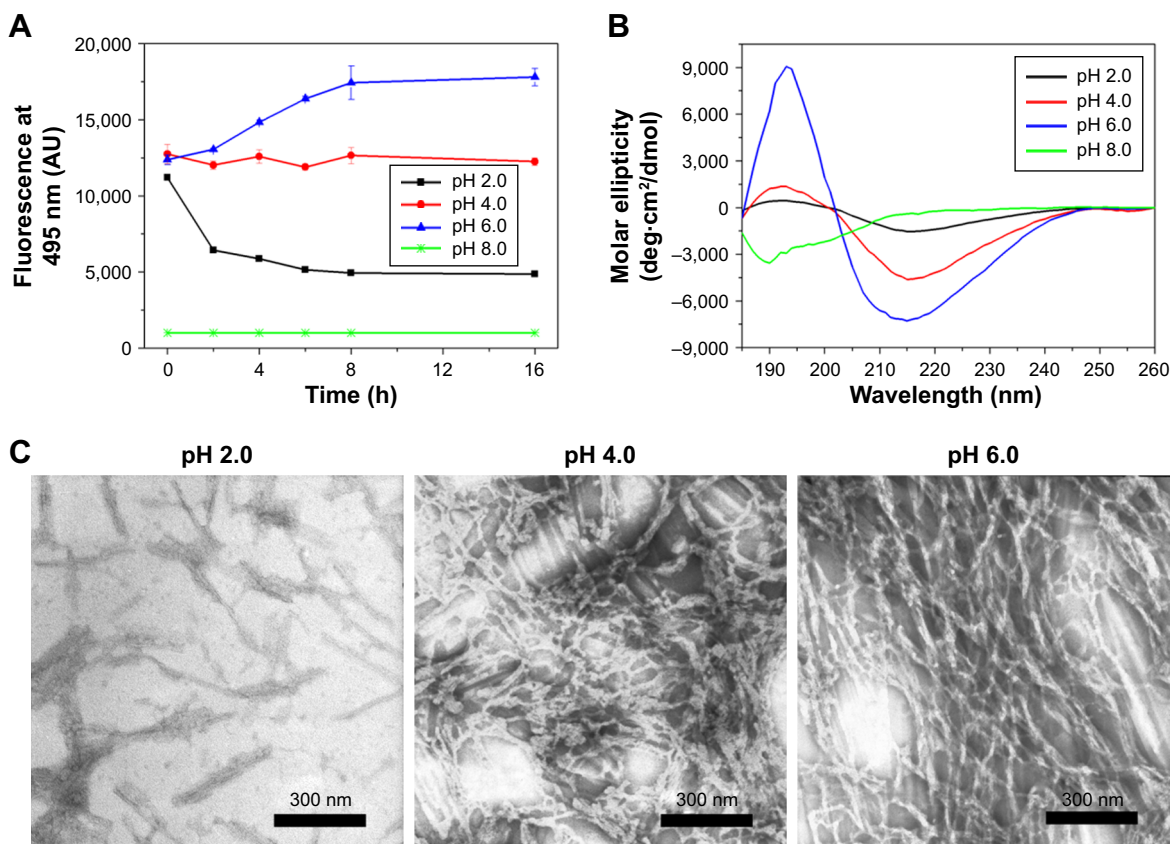 A
Fluorescence at
495 nm (AU)
20,000
15,000
10,000
5,000
0
0
4
8
12
16
Time (h)
pH 2.0
pH 4.0
pH 6.0
pH 8.0
B
Molar ellipticity
(deg·cm²/dmol)
9,000
6,000
3,000
0
–3,000
–6,000
–9,000
190
200
210
220
230
240
250
260
Wavelength (nm)
pH 2.0
pH 4.0
pH 6.0
pH 8.0
C
pH 2.0
pH 4.0
pH 6.0
300 nm
300 nm
300 nm